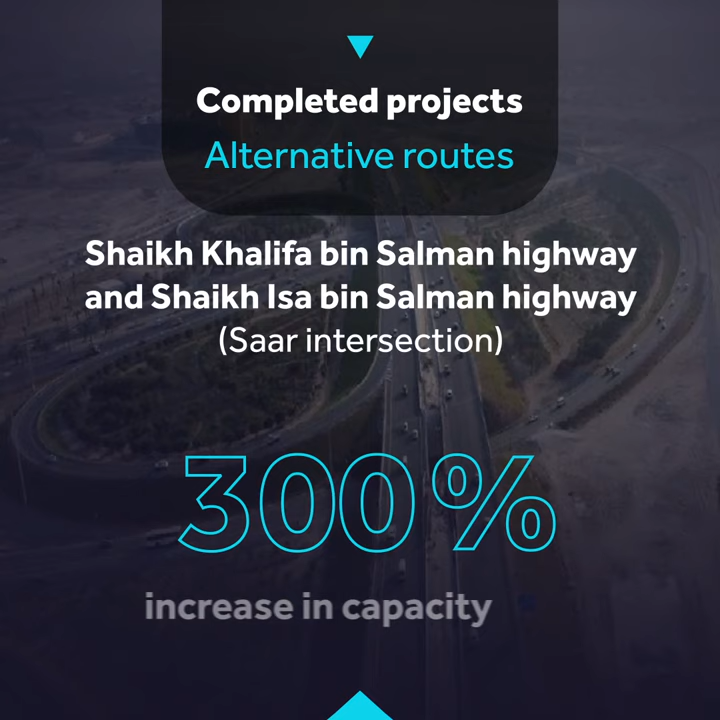 Completed projects
Alternative routes
Shaikh Khalifa bin Salman highway
and Shaikh Isa bin Salman highway
(Saar intersection)
300%
increase in capacity